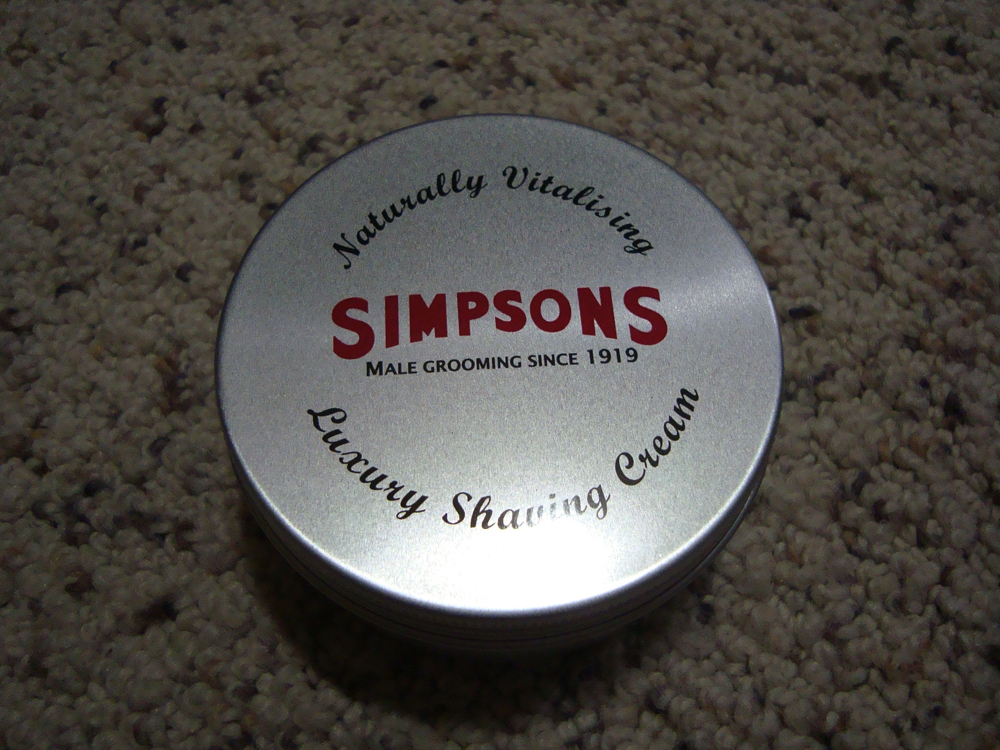 Naturally Vitalising
SIMPSONS
MALE GROOMING SINCE 1919
Luxury Shaving Cream